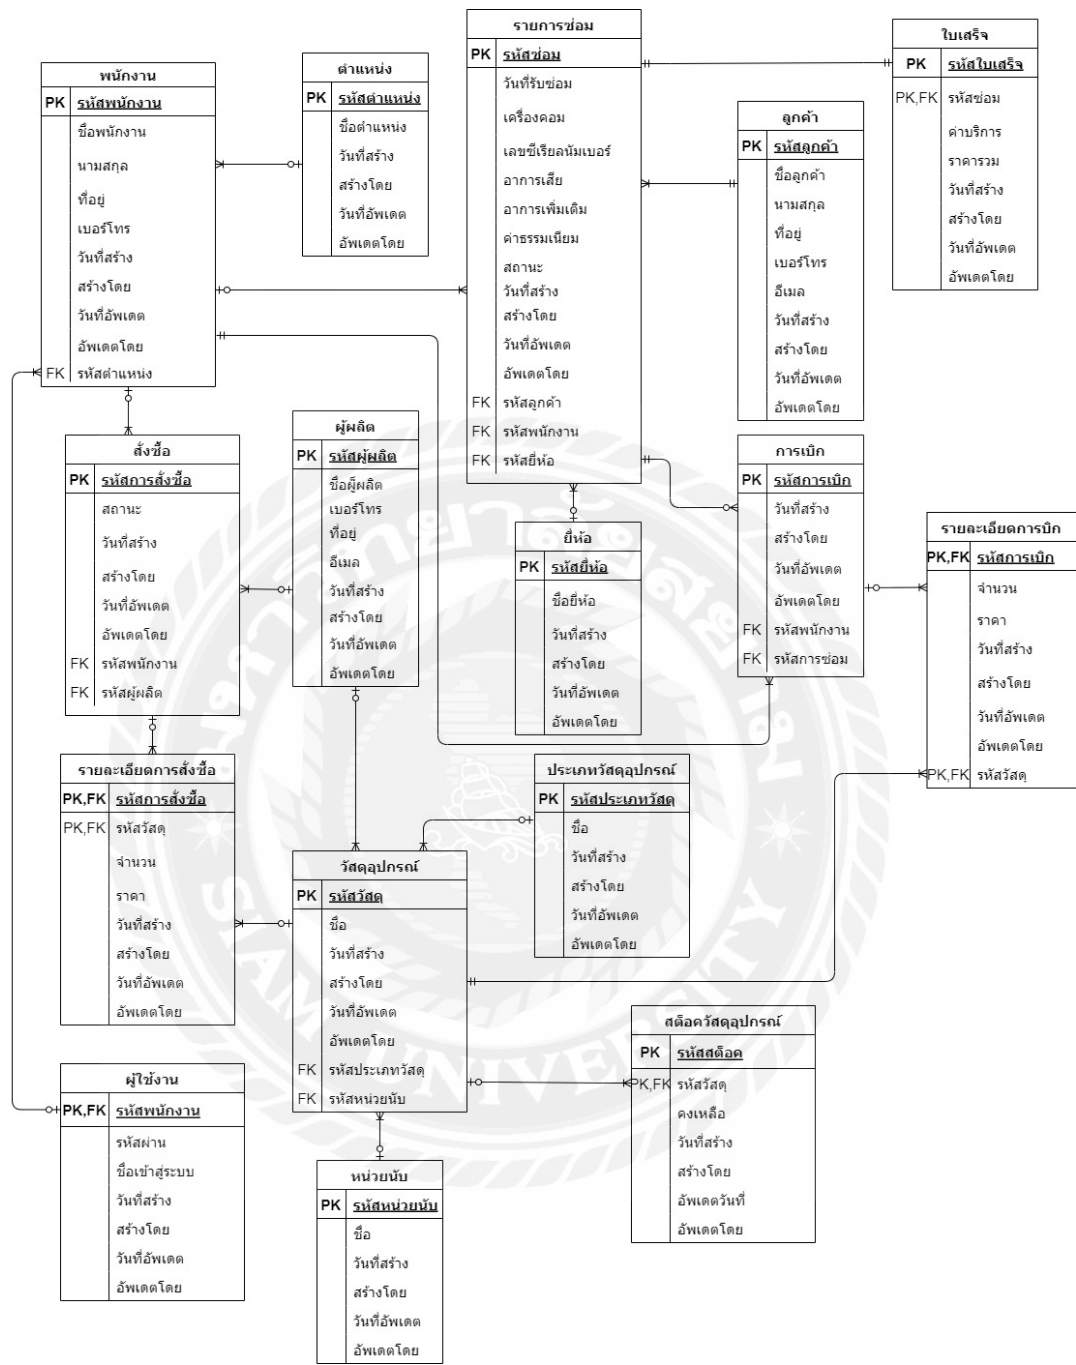 รายการซ่อม
PK รหัสซ่อม
วันที่รับซ่อม
เครื่องคอม
เลขซีเรียลนัมเบอร์
อาการเสีย
อาการเพิ่มเติม
ค่าธรรมเนียม
สถานะ
วันที่สร้าง
สร้างโดย
วันที่อัพเดต
อัพเดตโดย
FK รหัสลูกค้า
FK รหัสพนักงาน
FK รหัสยี่ห้อ
ใบเสร็จ
PK รหัสใบเสร็จ
PK,FK รหัสซ่อม
ค่าบริการ
ราคารวม
วันที่สร้าง
สร้างโดย
วันที่อัพเดต
อัพเดตโดย
พนักงาน
PK รหัสพนักงาน
ชื่อพนักงาน
นามสกุล
ที่อยู่
เบอร์โทร
วันที่สร้าง
สร้างโดย
วันที่อัพเดต
อัพเดตโดย
FK รหัสตำแหน่ง
ตำแหน่ง
PK รหัสตำแหน่ง
ชื่อตำแหน่ง
วันที่สร้าง
สร้างโดย
วันที่อัพเดต
อัพเดตโดย
ลูกค้า
PK รหัสลูกค้า
ชื่อลูกค้า
นามสกุล
ที่อยู่
เบอร์โทร
อีเมล
วันที่สร้าง
สร้างโดย
วันที่อัพเดต
อัพเดตโดย
สั่งซื้อ
PK รหัสการสั่งซื้อ
สถานะ
วันที่สร้าง
สร้างโดย
วันที่อัพเดต
อัพเดตโดย
FK รหัสพนักงาน
FK รหัสผู้ผลิต
ผู้ผลิต
PK รหัสผู้ผลิต
ชื่อผู้ผลิต
เบอร์โทร
ที่อยู่
อีเมล
วันที่สร้าง
สร้างโดย
วันที่อัพเดต
อัพเดตโดย
ยี่ห้อ
PK รหัสยี่ห้อ
ชื่อยี่ห้อ
วันที่สร้าง
สร้างโดย
วันที่อัพเดต
อัพเดตโดย
การเบิก
PK รหัสการเบิก
วันที่สร้าง
สร้างโดย
วันที่อัพเดต
อัพเดตโดย
FK รหัสพนักงาน
FK รหัสการซ่อม
รายละเอียดการบิก
PK,FK รหัสการเบิก
จำนวน
ราคา
วันที่สร้าง
สร้างโดย
วันที่อัพเดต
อัพเดตโดย
PK,FK รหัสวัสดุ
รายละเอียดการสั่งซื้อ
PK,FK รหัสการสั่งซื้อ
PK,FK รหัสวัสดุ
จำนวน
ราคา
วันที่สร้าง
สร้างโดย
วันที่อัพเดต
อัพเดตโดย
ประเภทวัสดุอุปกรณ์
PK รหัสประเภทวัสดุ
ชื่อ
วันที่สร้าง
สร้างโดย
วันที่อัพเดต
อัพเดตโดย
วัสดุอุปกรณ์
PK รหัสวัสดุ
ชื่อ
วันที่สร้าง
สร้างโดย
วันที่อัพเดต
อัพเดตโดย
FK รหัสประเภทวัสดุ
FK รหัสหน่วยนับ
สต็อควัสดุอุปกรณ์
PK รหัสสต็อค
PK,FK รหัสวัสดุ
คงเหลือ
วันที่สร้าง
สร้างโดย
อัพเดตวันที่
อัพเดตโดย
ผู้ใช้งาน
PK,FK รหัสพนักงาน
รหัสผ่าน
ชื่อเข้าสู่ระบบ
วันที่สร้าง
สร้างโดย
วันที่อัพเดต
อัพเดตโดย
หน่วยนับ
PK รหัสหน่วยนับ
ชื่อ
วันที่สร้าง
สร้างโดย
วันที่อัพเดต
อัพเดตโดย
มหาวิทยาลัยสยาม
SIAM UNIVERSITY